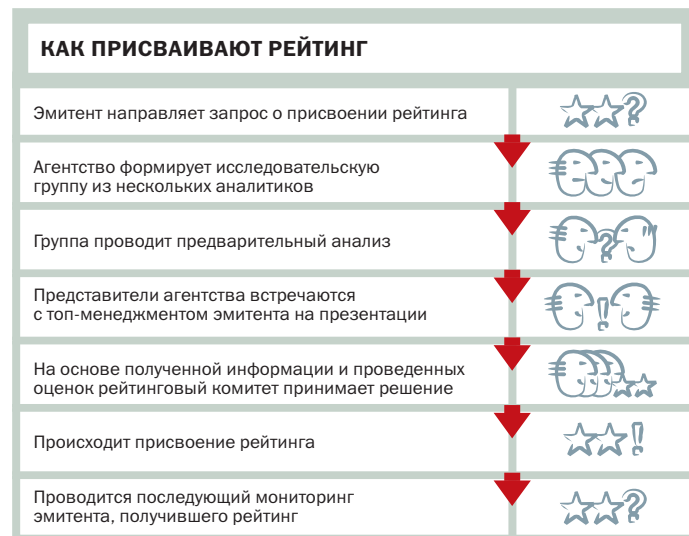 КАК ПРИСВАИВАЮТ РЕЙТИНГ
Эмитент направляет запрос о присвоении рейтинга
Агентство формирует исследовательскую
группу из нескольких аналитиков
Группа проводит предварительный анализ
Представители агентства встречаются
с топ-менеджментом эмитента на презентации
На основе полученной информации и проведенных
оценок рейтинговый комитет принимает решение
Происходит присвоение рейтинга
Проводится последующий мониторинг
эмитента, получившего рейтинг